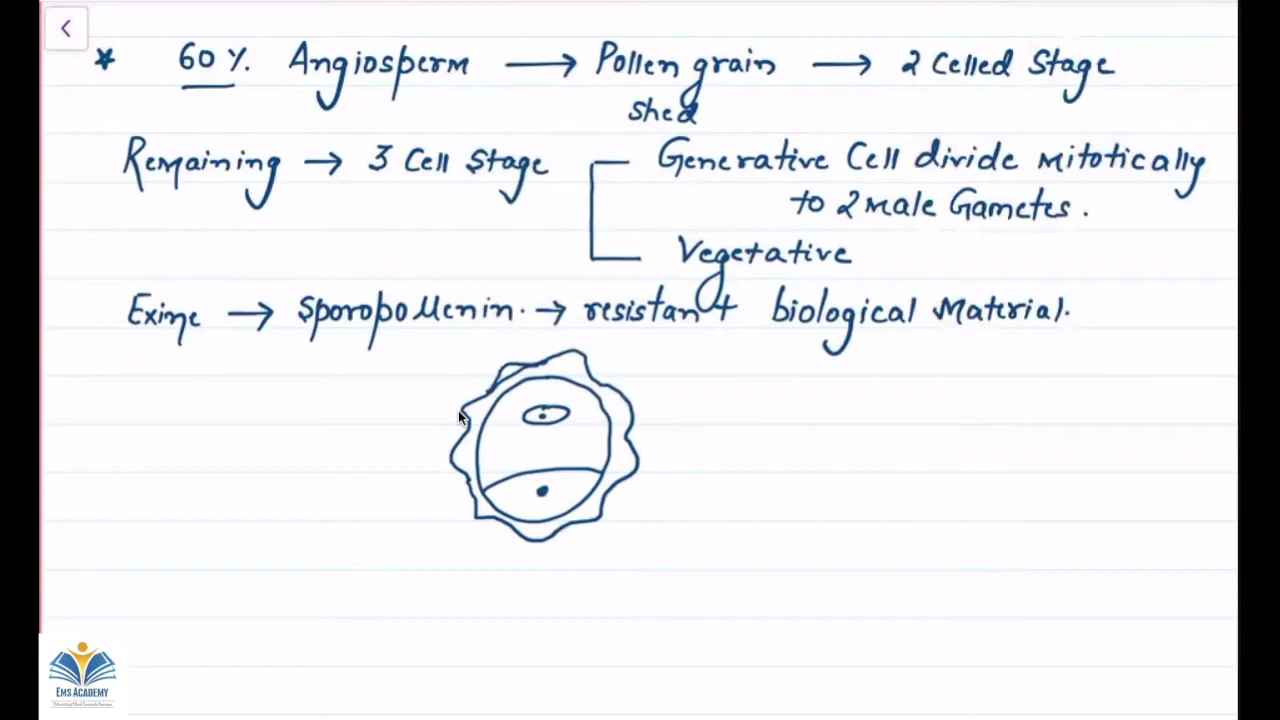 * 60 %. Angiosperm → Pollen grain → 2 Celled Stage
shed
Remaining → 3 Cell Stage Generative Cell divide mitotically
to 2 male Gametes.
Vegetative
Exine → Sporopollenin. → resistant biological Material.
EMS ACADEMY